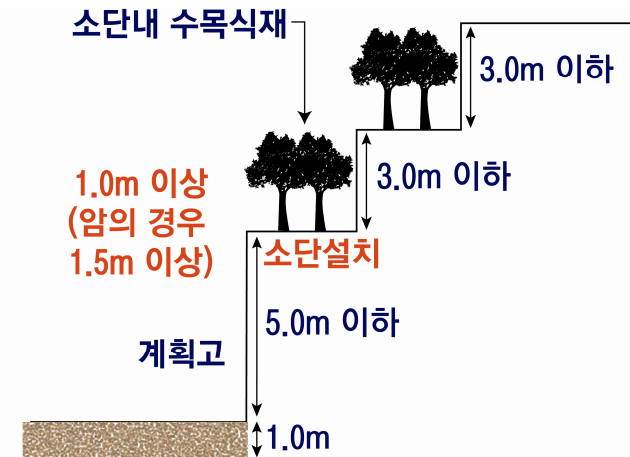 소단내 수목식재
3.0m 이하
3.0m 이하
1.0m 이상
(암의 경우
1.5m 이상)
소단설치
5.0m 이하
계획고
1.0m